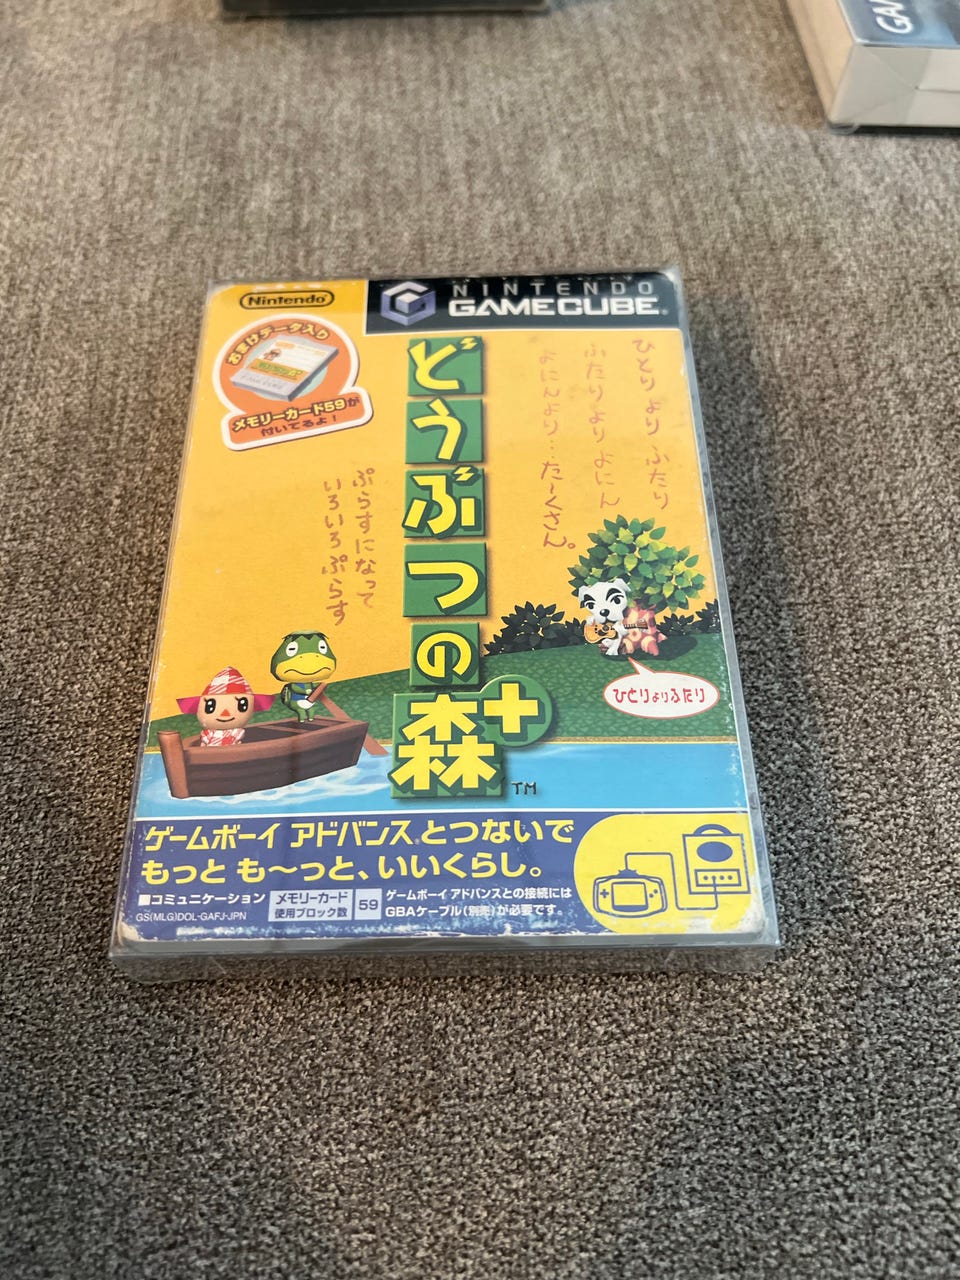 Nintendo
NINTENDO
GAMECUBE
おまけデータ入り
メモリーカード59が
付いてるよ!
どうぶつの森+
TM
ひとりより ふたり
ふたりより よにん
よにんより…た〜くさん。
ぷらすになって
いろいろ ぷらす
ひとりよりふたり
ゲームボーイ アドバンスとつないで
もっと も〜っと、いいくらし。
■コミュニケーション
メモリーカード
使用ブロック数
59
ゲームボーイ アドバンスとの接続には
GBAケーブル(別売)が必要です。
GS(MLG)DOL-GAFJ-JPN
GA